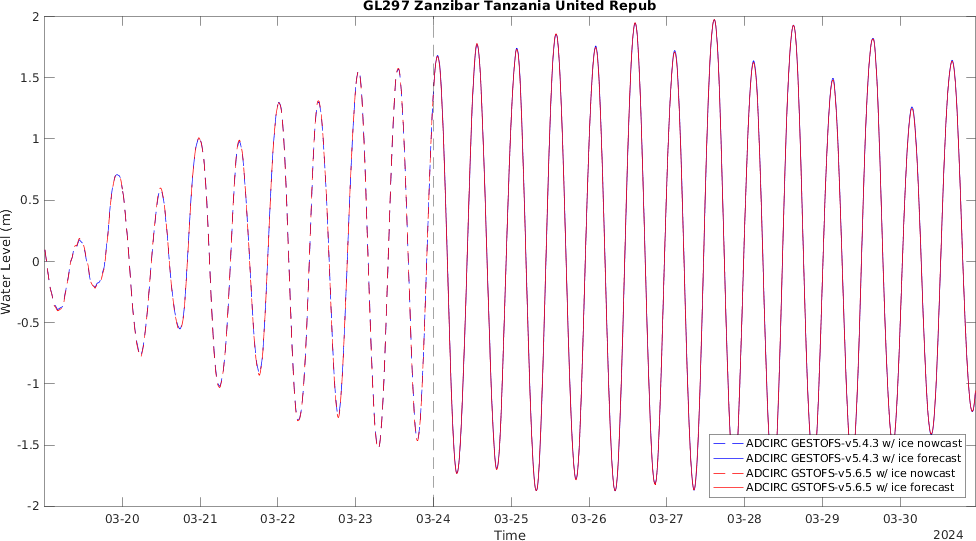 GL297 Zanzibar Tanzania United Repub
2
1.5
1
0.5
0
-0.5
-1
-1.5
-2
Water Level (m)
ADCIRC GESTOFS-v5.4.3 w/ ice nowcast
ADCIRC GESTOFS-v5.4.3 w/ ice forecast
ADCIRC GSTOFS-v5.6.5 w/ ice nowcast
ADCIRC GSTOFS-v5.6.5 w/ ice forecast
03-20 03-21 03-22 03-23 03-24 03-25 03-26 03-27 03-28 03-29 03-30
Time
2024